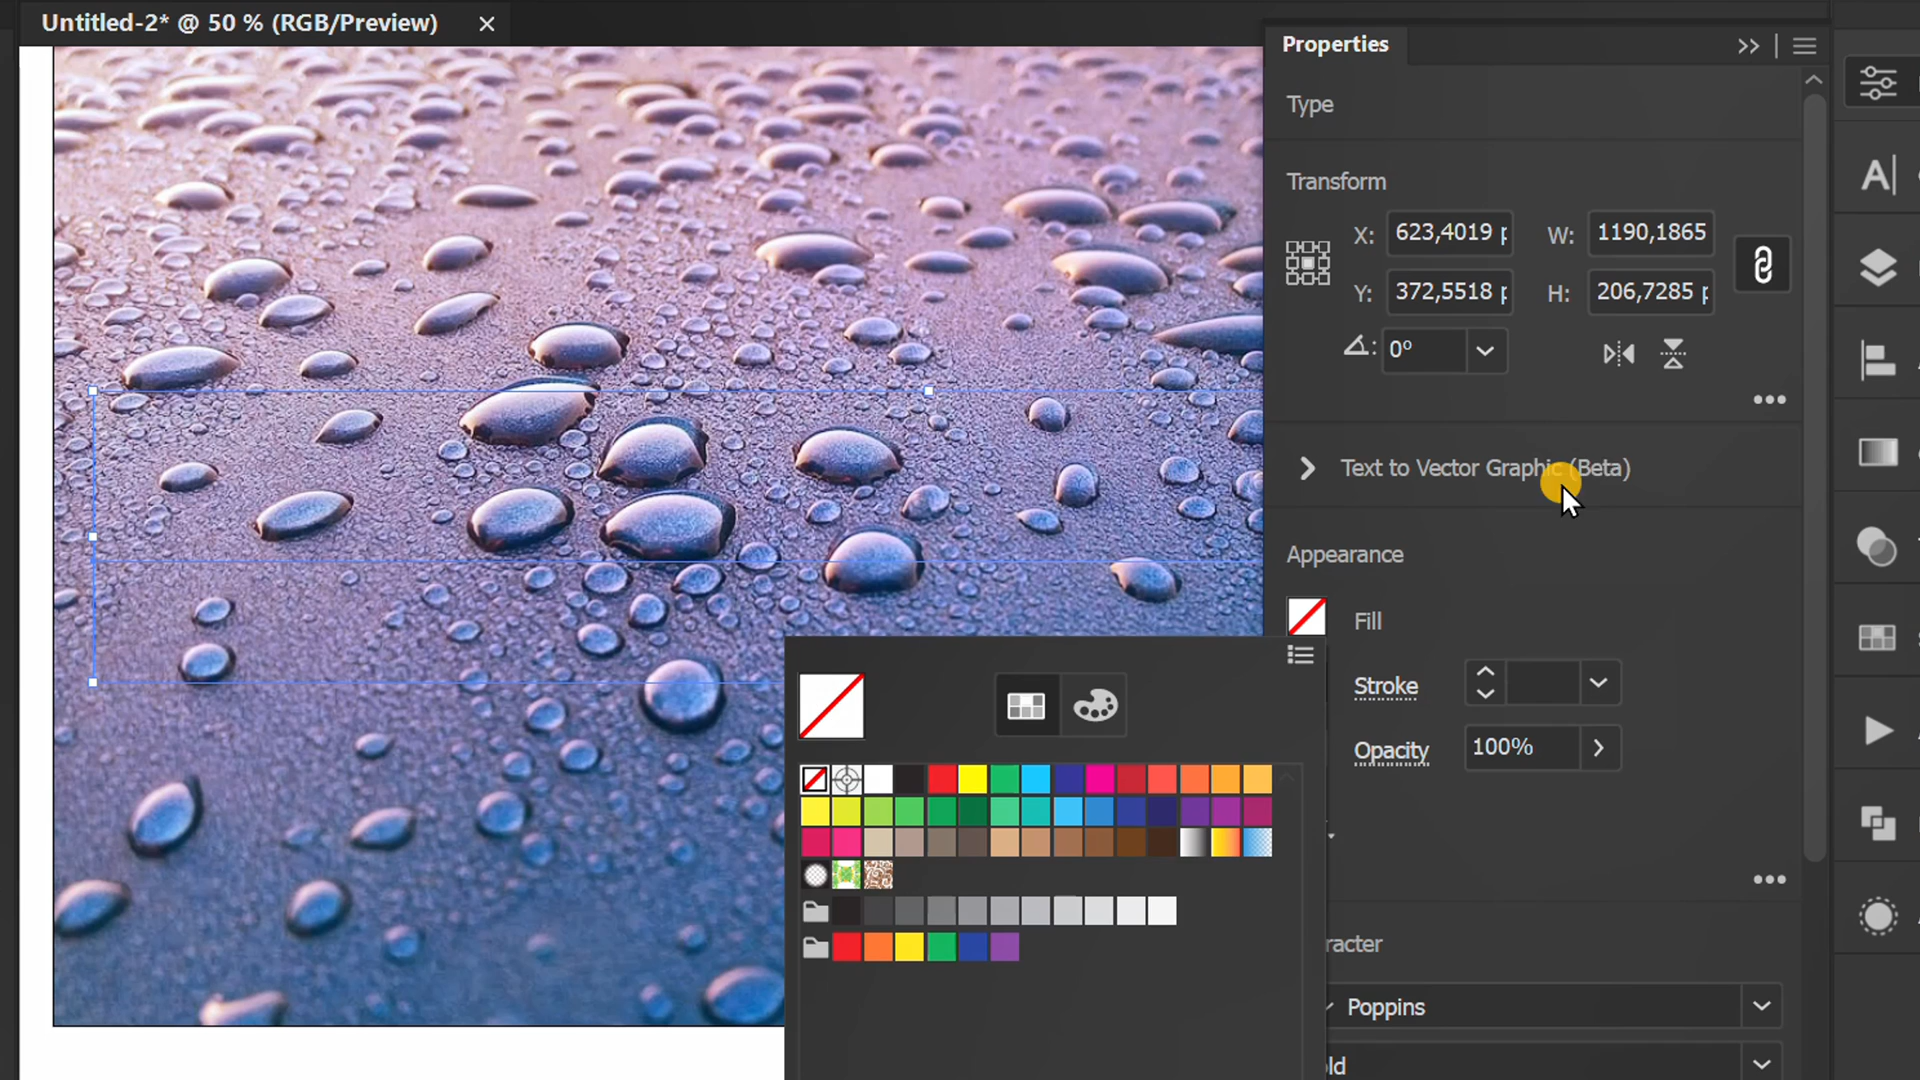 Untitled-2* @ 50 % (RGB/Preview)
Properties
Type
Transform
X: 623,4019 p W: 1190,1865
Y: 372,5518 p H: 206,7285 p
0°
Text to Vector Graphic (Beta)
Appearance
Fill
Stroke
Opacity 100%
racter
Poppins
ld